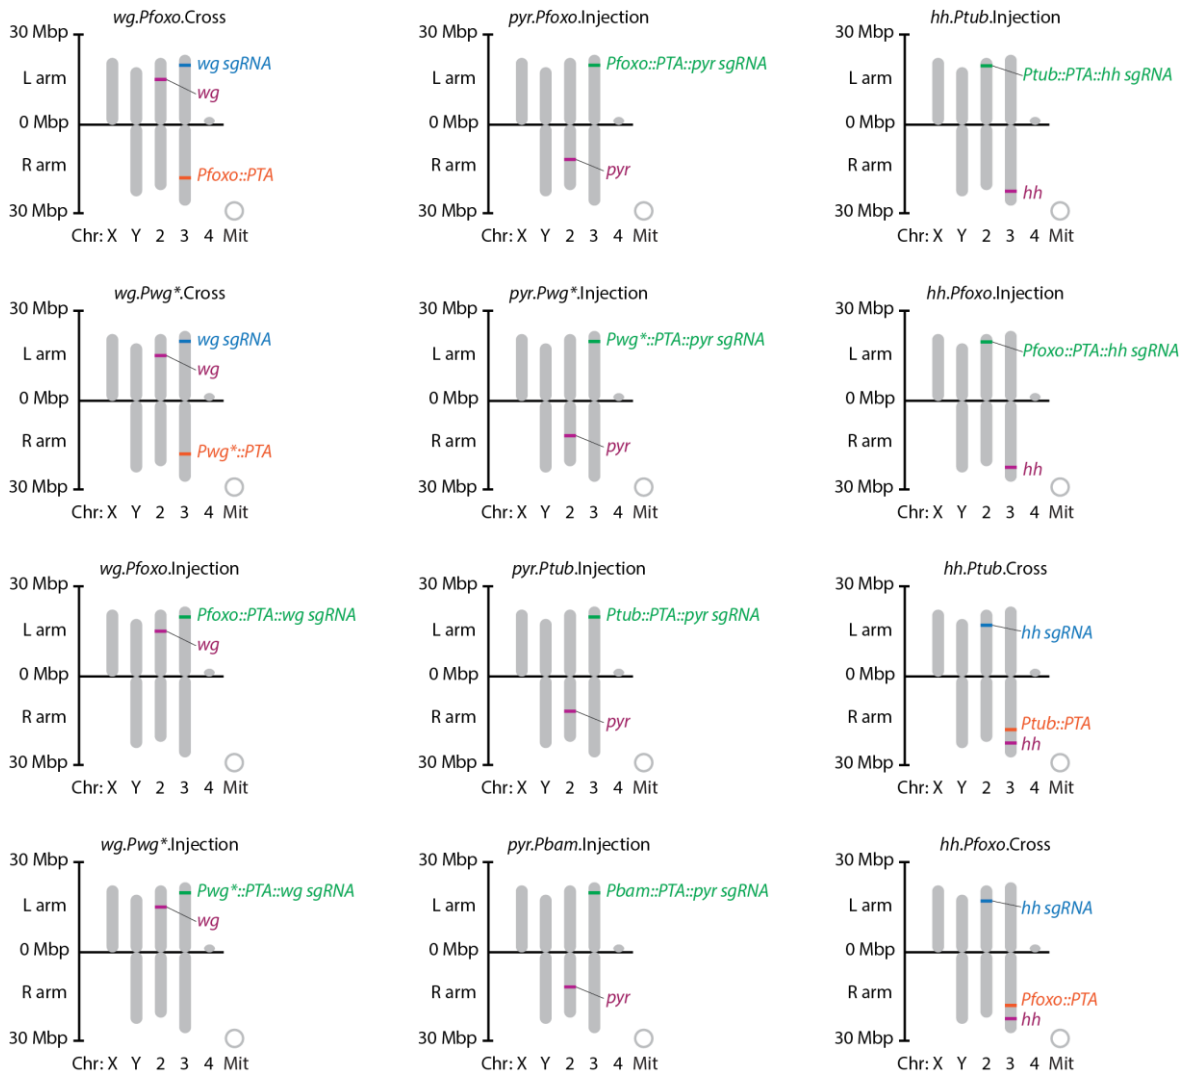 wg.Pfoxo.Cross
30 Mbp
wg sgRNA
L arm
wg
0 Mbp
R arm
Pfoxo::PTA
30 Mbp
Chr: X Y 2 3 4 Mit
pyr.Pfoxo.Injection
30 Mbp
Pfoxo::PTA::pyr sgRNA
L arm
0 Mbp
R arm
pyr
30 Mbp
Chr: X Y 2 3 4 Mit
hh.Ptub.Injection
30 Mbp
Ptub::PTA::hh sgRNA
L arm
0 Mbp
R arm
hh
30 Mbp
Chr: X Y 2 3 4 Mit
wg.Pwg*.Cross
30 Mbp
wg sgRNA
L arm
wg
0 Mbp
R arm
Pwg*::PTA
30 Mbp
Chr: X Y 2 3 4 Mit
pyr.Pwg*.Injection
30 Mbp
Pwg*::PTA::pyr sgRNA
L arm
0 Mbp
R arm
pyr
30 Mbp
Chr: X Y 2 3 4 Mit
hh.Pfoxo.Injection
30 Mbp
Pfoxo::PTA::hh sgRNA
L arm
0 Mbp
R arm
hh
30 Mbp
Chr: X Y 2 3 4 Mit
wg.Pfoxo.Injection
30 Mbp
Pfoxo::PTA::wg sgRNA
L arm
wg
0 Mbp
R arm
30 Mbp
Chr: X Y 2 3 4 Mit
pyr.Ptub.Injection
30 Mbp
Ptub::PTA::pyr sgRNA
L arm
0 Mbp
R arm
pyr
30 Mbp
Chr: X Y 2 3 4 Mit
hh.Ptub.Cross
30 Mbp
L arm
hh sgRNA
0 Mbp
R arm
Ptub::PTA
hh
30 Mbp
Chr: X Y 2 3 4 Mit
wg.Pwg*.Injection
30 Mbp
Pwg*::PTA::wg sgRNA
L arm
wg
0 Mbp
R arm
30 Mbp
Chr: X Y 2 3 4 Mit
pyr.Pbam.Injection
30 Mbp
Pbam::PTA::pyr sgRNA
L arm
0 Mbp
R arm
pyr
30 Mbp
Chr: X Y 2 3 4 Mit
hh.Pfoxo.Cross
30 Mbp
L arm
hh sgRNA
0 Mbp
R arm
Pfoxo::PTA
hh
30 Mbp
Chr: X Y 2 3 4 Mit